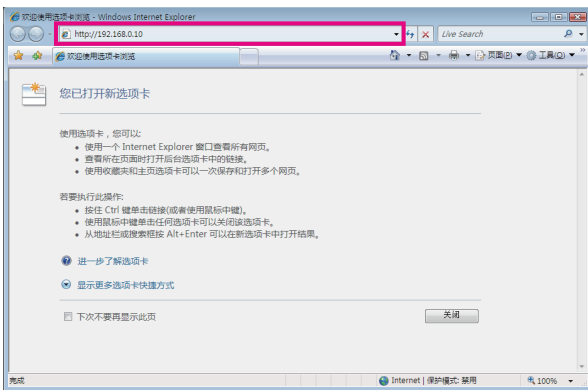 欢迎使用选项卡浏览 - Windows Internet Explorer
http://192.168.0.10
Live Search
欢迎使用选项卡浏览
页面(P)
工具(O)
您已打开新选项卡
使用选项卡，您可以:
使用一个 Internet Explorer 窗口查看所有网页。
查看所在页面时打开后台选项卡中的链接。
使用收藏夹和主页选项卡可以一次保存和打开多个网页。
若要执行此操作:
按住 Ctrl 键单击链接(或者使用鼠标中键)。
使用鼠标中键单击任何选项卡可以关闭该选项卡。
从地址栏或搜索框按 Alt+Enter 可以在新选项卡中打开结果。
进一步了解选项卡
显示更多选项卡快捷方式
下次不要再显示此页
关闭
完成
Internet | 保护模式: 禁用
100%